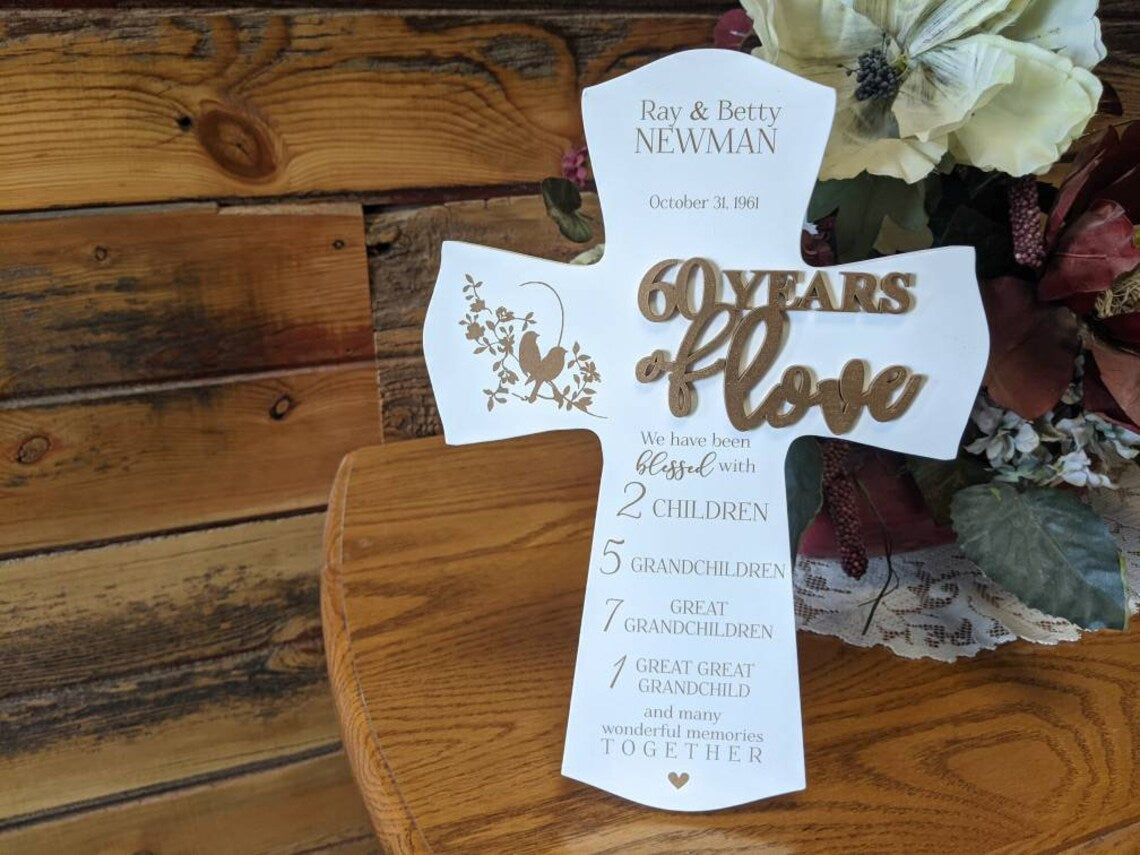 Ray & Betty
NEWMAN
October 31, 1961
60 YEARS
of love
We have been
blessed with
2 CHILDREN
5 GRANDCHILDREN
7 GREAT
GRANDCHILDREN
1 GREAT GREAT
GRANDCHILD
and many
wonderful memories
TOGETHER